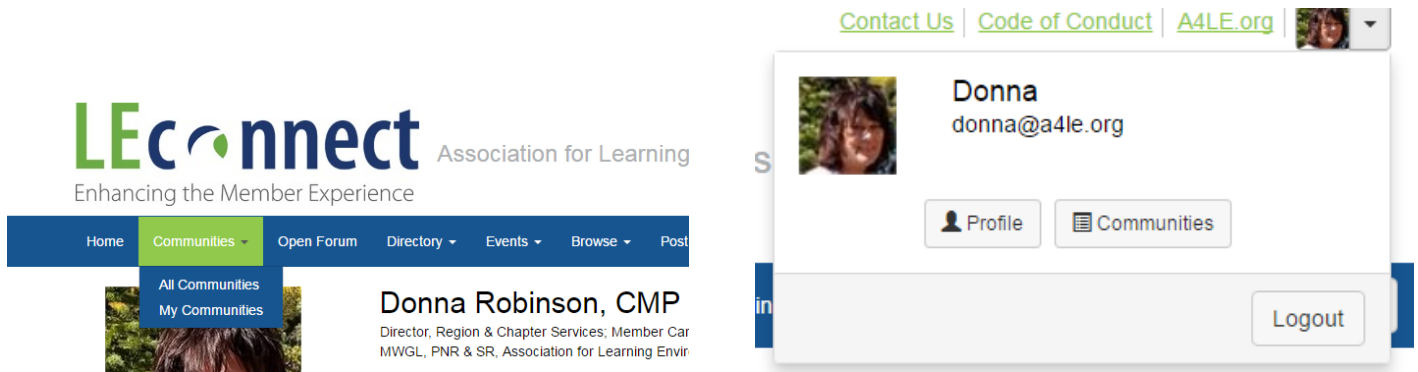 LEconnect
Association for Learning
Enhancing the Member Experience
Home Communities Open Forum Directory Events Browse Post
All Communities
My Communities
Donna Robinson, CMP
Director, Region & Chapter Services; Member Car
MWGL, PNR & SR, Association for Learning Envir
Contact Us Code of Conduct A4LE.org
Donna
donna@a4le.org
s
Profile Communities
in
Logout